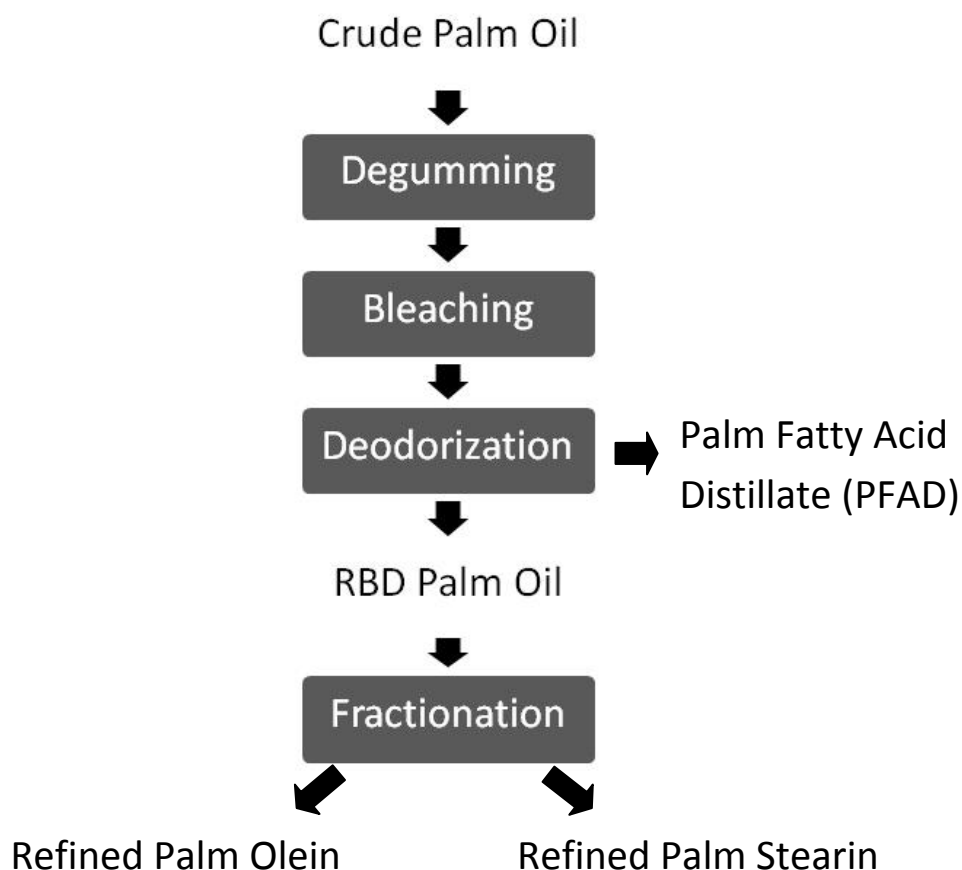 Crude Palm Oil
Degumming
Bleaching
Deodorization
Palm Fatty Acid
Distillate (PFAD)
RBD Palm Oil
Fractionation
Refined Palm Olein
Refined Palm Stearin